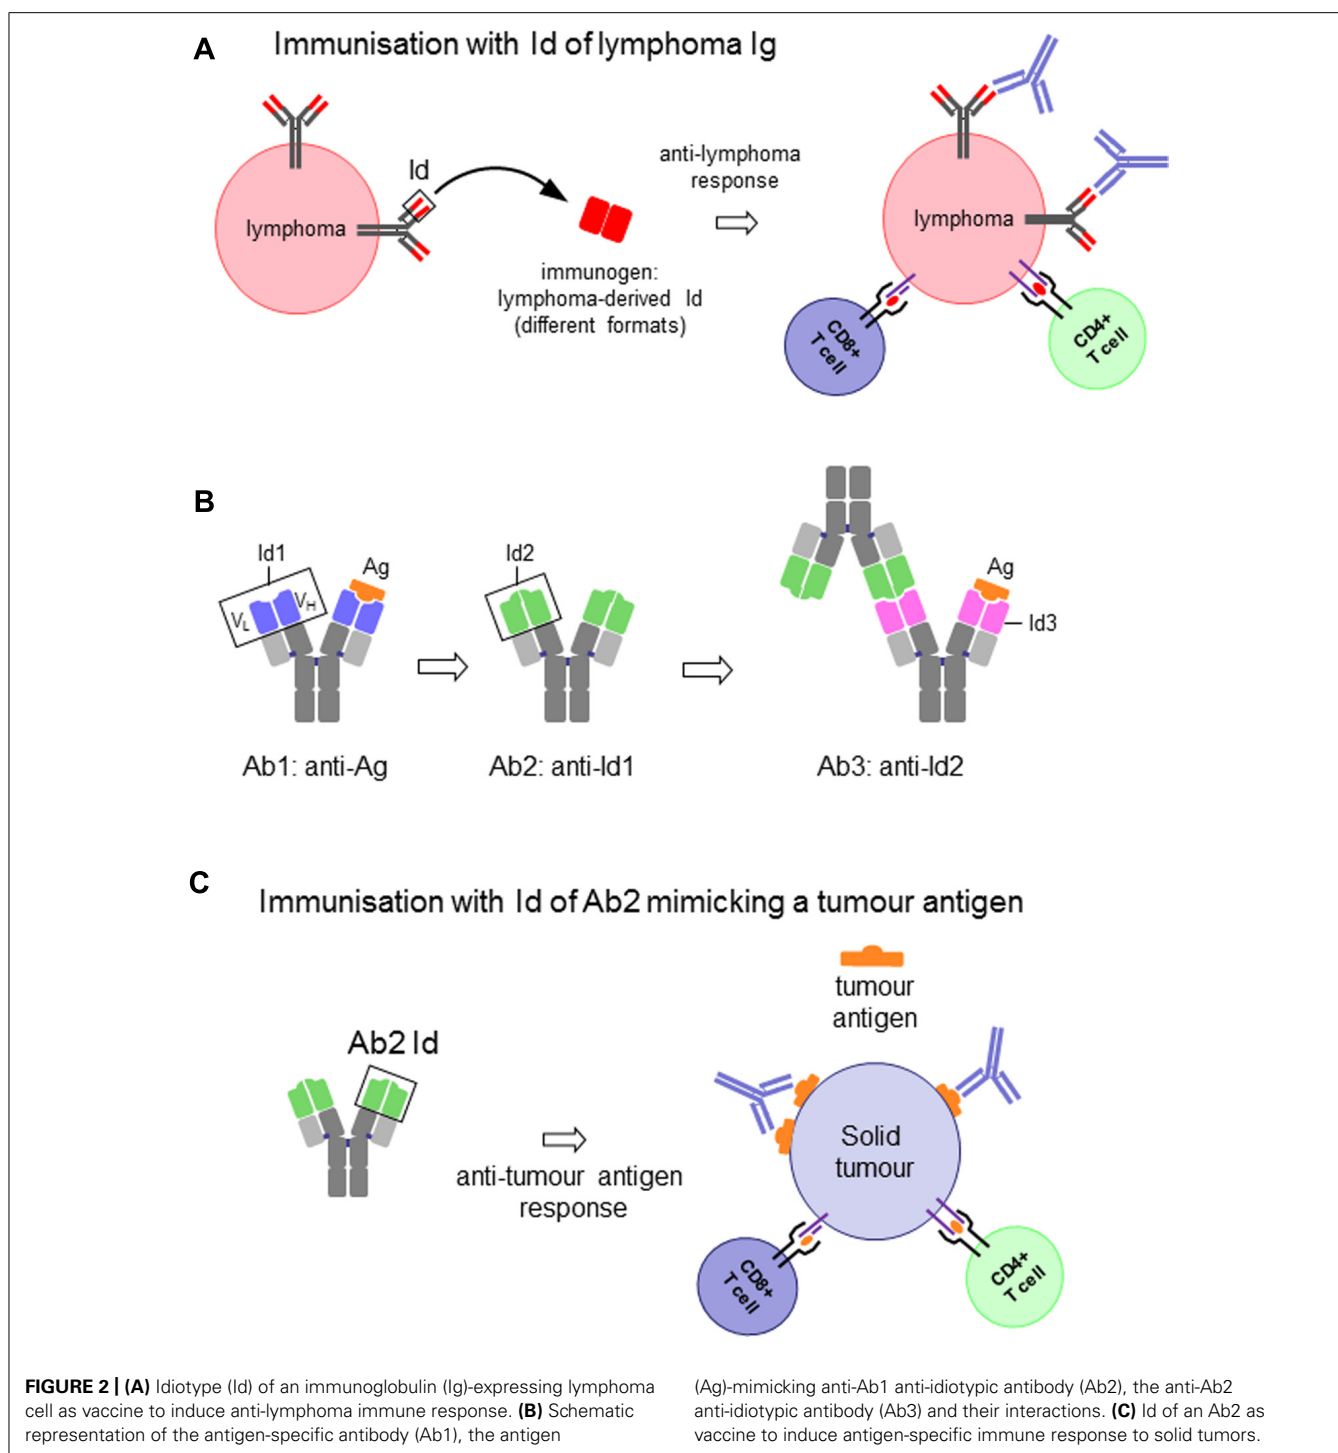 A
Immunisation with Id of lymphoma Ig
Id
lymphoma
immunogen:
lymphoma-derived Id
(different formats)
anti-lymphoma
response
lymphoma
CD8+
T cell
CD4+
T cell
B
Id1
VL
VH
Ag
Ab1: anti-Ag
Id2
Ab2: anti-Id1
Ag
Id3
Ab3: anti-Id2
C
Immunisation with Id of Ab2 mimicking a tumour antigen
tumour
antigen
Ab2 Id
anti-tumour antigen
response
Solid
tumour
CD8+
T cell
CD4+
T cell
FIGURE 2 | (A) Idiotype (Id) of an immunoglobulin (Ig)-expressing lymphoma
cell as vaccine to induce anti-lymphoma immune response. (B) Schematic
representation of the antigen-specific antibody (Ab1), the antigen
(Ag)-mimicking anti-Ab1 anti-idiotypic antibody (Ab2), the anti-Ab2
anti-idiotypic antibody (Ab3) and their interactions. (C) Id of an Ab2 as
vaccine to induce antigen-specific immune response to solid tumors.